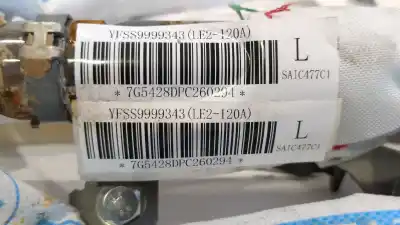 YFSS9999343(LE2-120A)
L
SAIC477C1
* 7G5428DPC260294 *
YFSS9999343(LE2-120A)
L
SAIC477C1
* 7G5428DPC260294 *